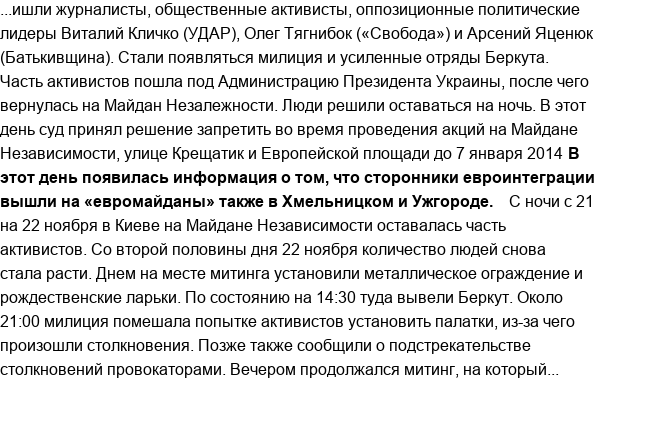 ...ишли журналисты, общественные активисты, оппозиционные политические
лидеры Виталий Кличко (УДАР), Олег Тягнибок («Свобода») и Арсений Яценюк
(Батькивщина). Стали появляться милиция и усиленные отряды Беркута.
Часть активистов пошла под Администрацию Президента Украины, после чего
вернулась на Майдан Незалежности. Люди решили оставаться на ночь. В этот
день суд принял решение запретить во время проведения акций на Майдане
Независимости, улице Крещатик и Европейской площади до 7 января 2014 В
этот день появилась информация о том, что сторонники евроинтеграции
вышли на «евромайданы» также в Хмельницком и Ужгороде. С ночи с 21
на 22 ноября в Киеве на Майдане Независимости оставалась часть
активистов. Со второй половины дня 22 ноября количество людей снова
стала расти. Днем на месте митинга установили металлическое ограждение и
рождественские ларьки. По состоянию на 14:30 туда вывели Беркут. Около
21:00 милиция помешала попытке активистов установить палатки, из-за чего
произошли столкновения. Позже также сообщили о подстрекательстве
столкновений провокаторами. Вечером продолжался митинг, на который...